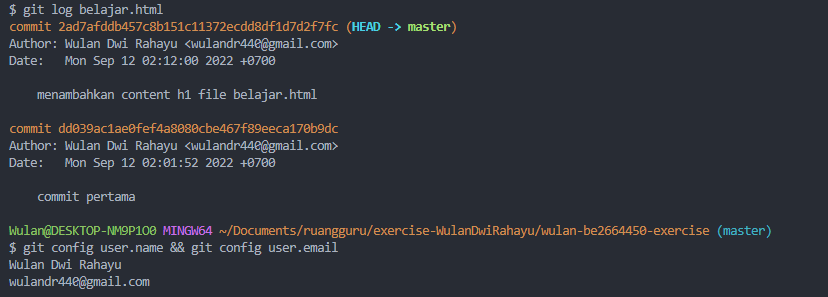 $ git log belajar.html
commit 2ad7afddb457c8b151c11372ecdd8df1d7d2f7fc (HEAD -> master)
Author: Wulan Dwi Rahayu <wulandr440@gmail.com>
Date:   Mon Sep 12 02:12:00 2022 +0700
    menambahkan content h1 file belajar.html
commit dd039ac1ae0fef4a8080cbe467f89eeca170b9dc
Author: Wulan Dwi Rahayu <wulandr440@gmail.com>
Date:   Mon Sep 12 02:01:52 2022 +0700
    commit pertama
Wulan@DESKTOP-NM9P1O0 MINGW64 ~/Documents/ruangguru/exercise-WulanDwiRahayu/wulan-be2664450-exercise (master)
$ git config user.name && git config user.email
Wulan Dwi Rahayu
wulandr440@gmail.com